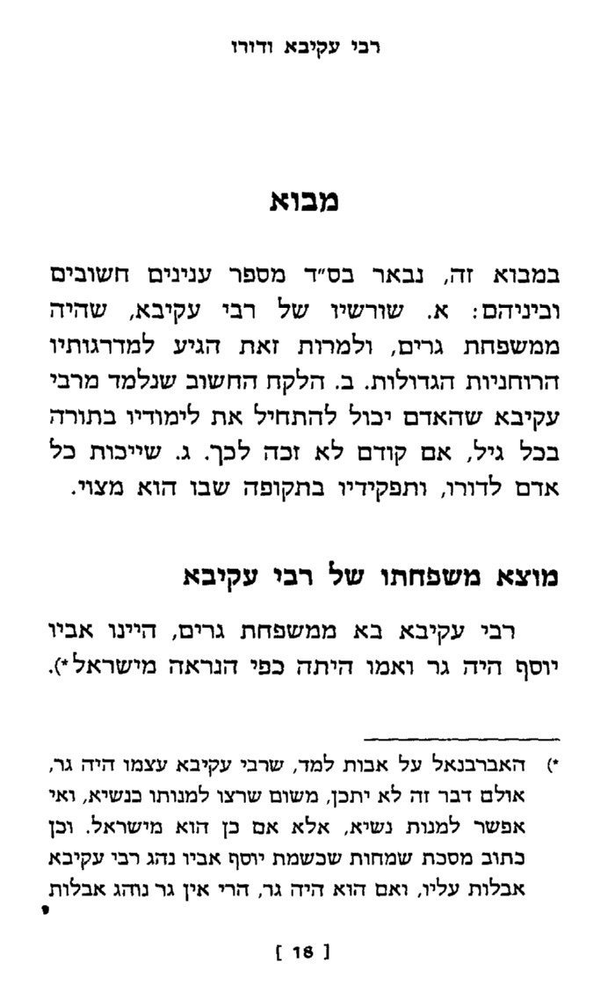 רבי עקיבא ודורו
מבוא
במבוא זה, נבאר בס״ד מספר ענינים חשובים
וביניהם: א. שורשיו של רבי עקיבא, שהיה
ממשפחת גרים, ולמרות זאת הגיע למדרגותיו
הרוחניות הגדולות. ב. הלקח החשוב שנלמד מרבי
עקיבא שהאדם יכול להתחיל את לימודיו בתורה
בכל גיל, אם קודם לא זכה לכך. ג. שייכות כל
אדם לדורו, ותפקידיו בתקופה שבו הוא מצוי.
מוצא משפחתו של רבי עקיבא
רבי עקיבא בא ממשפחת גרים, היינו אביו
יוסף היה גר ואמו היתה כפי הנראה מישראל*).
*) האברבנאל על אבות למד, שרבי עקיבא עצמו היה גר,
אולם דבר זה לא יתכן, משום שרצו למנותו כנשיא, ואי
אפשר למנות נשיא, אלא אם כן הוא מישראל. וכן
כתוב מסכת שמחות שכשמת יוסף אביו נהג רבי עקיבא
אבלות עליו, ואם הוא היה גר, הרי אין גר נוהג אבלות
[ 18 ]